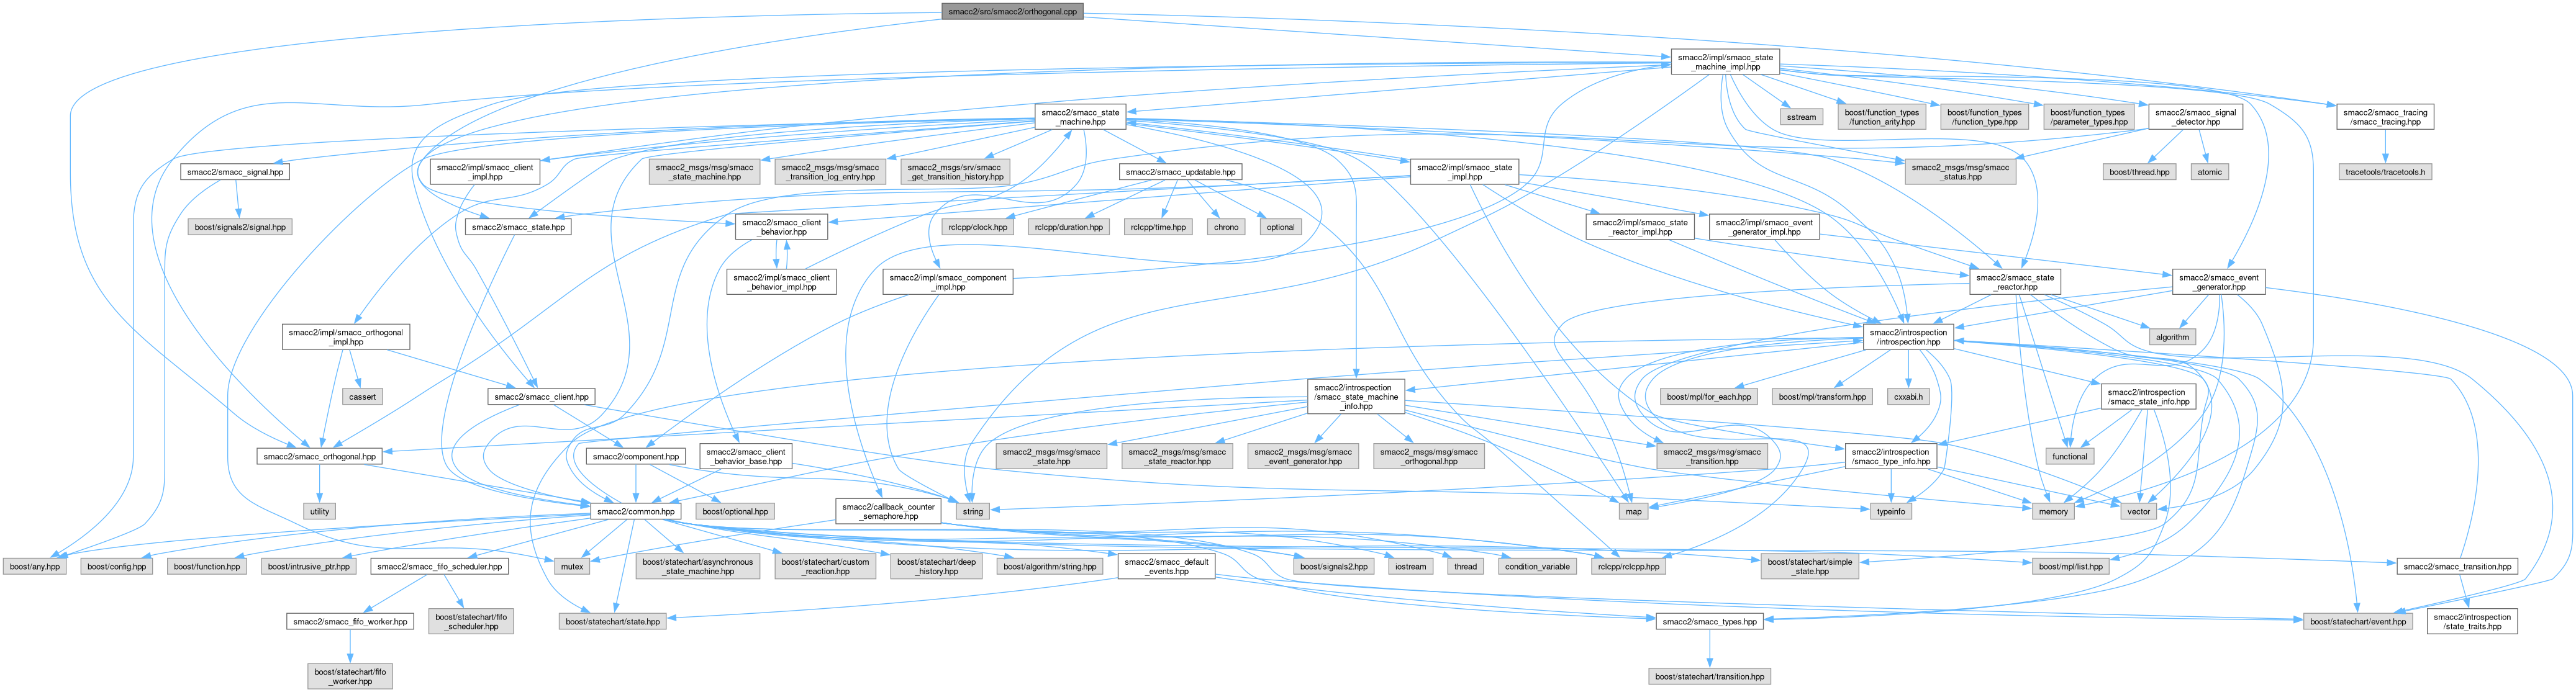 smacc2/src/smacc2/orthogonal.cpp
smacc2/impl/smacc_state
_machine_impl.hpp
smacc2/smacc_state
_machine.hpp
sstream
boost/function_types
/function_arity.hpp
boost/function_types
/function_type.hpp
boost/function_types
/parameter_types.hpp
smacc2/smacc_signal
_detector.hpp
smacc2/smacc_tracing
/smacc_tracing.hpp
smacc2/smacc_signal.hpp
smacc2/impl/smacc_client
_impl.hpp
smacc2_msgs/msg/smacc
_state_machine.hpp
smacc2_msgs/msg/smacc
_transition_log_entry.hpp
smacc2_msgs/srv/smacc
_get_transition_history.hpp
smacc2/smacc_updatable.hpp
smacc2/impl/smacc_state
_impl.hpp
smacc2_msgs/msg/smacc
_status.hpp
boost/thread.hpp
atomic
tracetools/tracetools.h
boost/signals2/signal.hpp
smacc2/smacc_state.hpp
smacc2/smacc_client
_behavior.hpp
rclcpp/clock.hpp
rclcpp/duration.hpp
rclcpp/time.hpp
chrono
optional
smacc2/impl/smacc_state
_reactor_impl.hpp
smacc2/impl/smacc_event
_generator_impl.hpp
smacc2/impl/smacc_client
_behavior_impl.hpp
smacc2/impl/smacc_component
_impl.hpp
smacc2/smacc_state
_reactor.hpp
smacc2/smacc_event
_generator.hpp
smacc2/impl/smacc_orthogonal
_impl.hpp
smacc2/introspection
/introspection.hpp
algorithm
cassert
smacc2/smacc_client.hpp
smacc2/introspection
/smacc_state_machine
_info.hpp
boost/mpl/for_each.hpp
boost/mpl/transform.hpp
cxxabi.h
smacc2/introspection
/smacc_state_info.hpp
smacc2/smacc_orthogonal.hpp
smacc2/component.hpp
smacc2/smacc_client
_behavior_base.hpp
smacc2_msgs/msg/smacc
_state.hpp
smacc2_msgs/msg/smacc
_state_reactor.hpp
smacc2_msgs/msg/smacc
_event_generator.hpp
smacc2_msgs/msg/smacc
_orthogonal.hpp
smacc2_msgs/msg/smacc
_transition.hpp
smacc2/introspection
/smacc_type_info.hpp
functional
utility
smacc2/common.hpp
boost/optional.hpp
smacc2/callback_counter
_semaphore.hpp
string
map
typeinfo
memory
vector
boost/any.hpp
boost/config.hpp
boost/function.hpp
boost/intrusive_ptr.hpp
smacc2/smacc_fifo_scheduler.hpp
mutex
boost/statechart/asynchronous
_state_machine.hpp
boost/statechart/custom
_reaction.hpp
boost/statechart/deep
_history.hpp
boost/algorithm/string.hpp
smacc2/smacc_default
_events.hpp
boost/signals2.hpp
iostream
thread
condition_variable
rclcpp/rclcpp.hpp
boost/statechart/simple
_state.hpp
boost/mpl/list.hpp
smacc2/smacc_transition.hpp
smacc2/smacc_fifo_worker.hpp
boost/statechart/fifo
_scheduler.hpp
boost/statechart/state.hpp
smacc2/smacc_types.hpp
boost/statechart/event.hpp
smacc2/introspection
/state_traits.hpp
boost/statechart/fifo
_worker.hpp
boost/statechart/transition.hpp